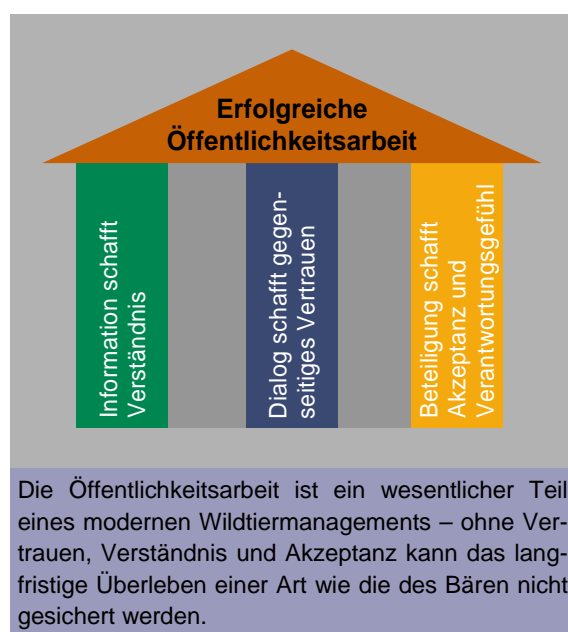 Erfolgreiche
Öffentlichkeitsarbeit
Information schafft
Verständnis
Dialog schafft gegen-
seitiges Vertrauen
Beteiligung schafft
Akzeptanz und
Verantwortungsgefühl
Die Öffentlichkeitsarbeit ist ein wesentlicher Teil
eines modernen Wildtiermanagements – ohne Ver-
trauen, Verständnis und Akzeptanz kann das lang-
fristige Überleben einer Art wie die des Bären nicht
gesichert werden.